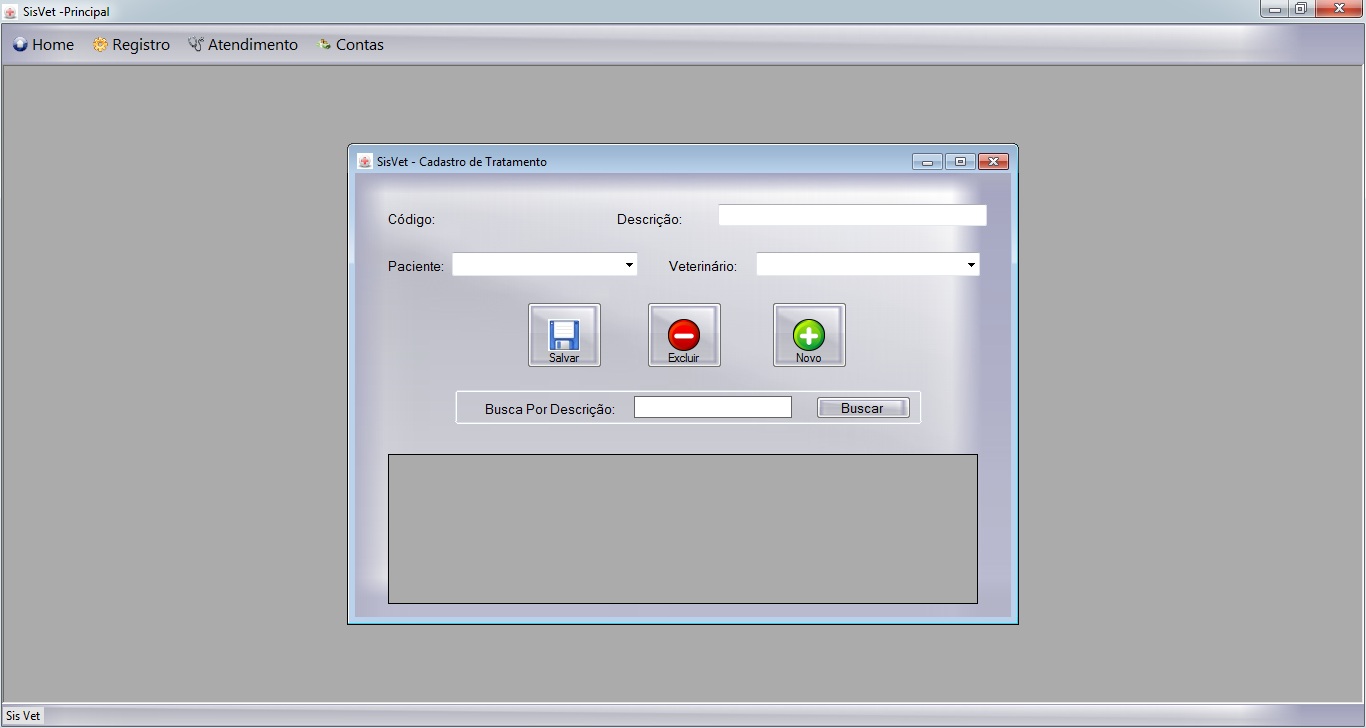 SisVet -Principal
Home Registro Atendimento Contas
SisVet - Cadastro de Tratamento
Código: Descrição:
Paciente: Veterinário:
Salvar Excluir Novo
Busca Por Descrição: Buscar
Sis Vet